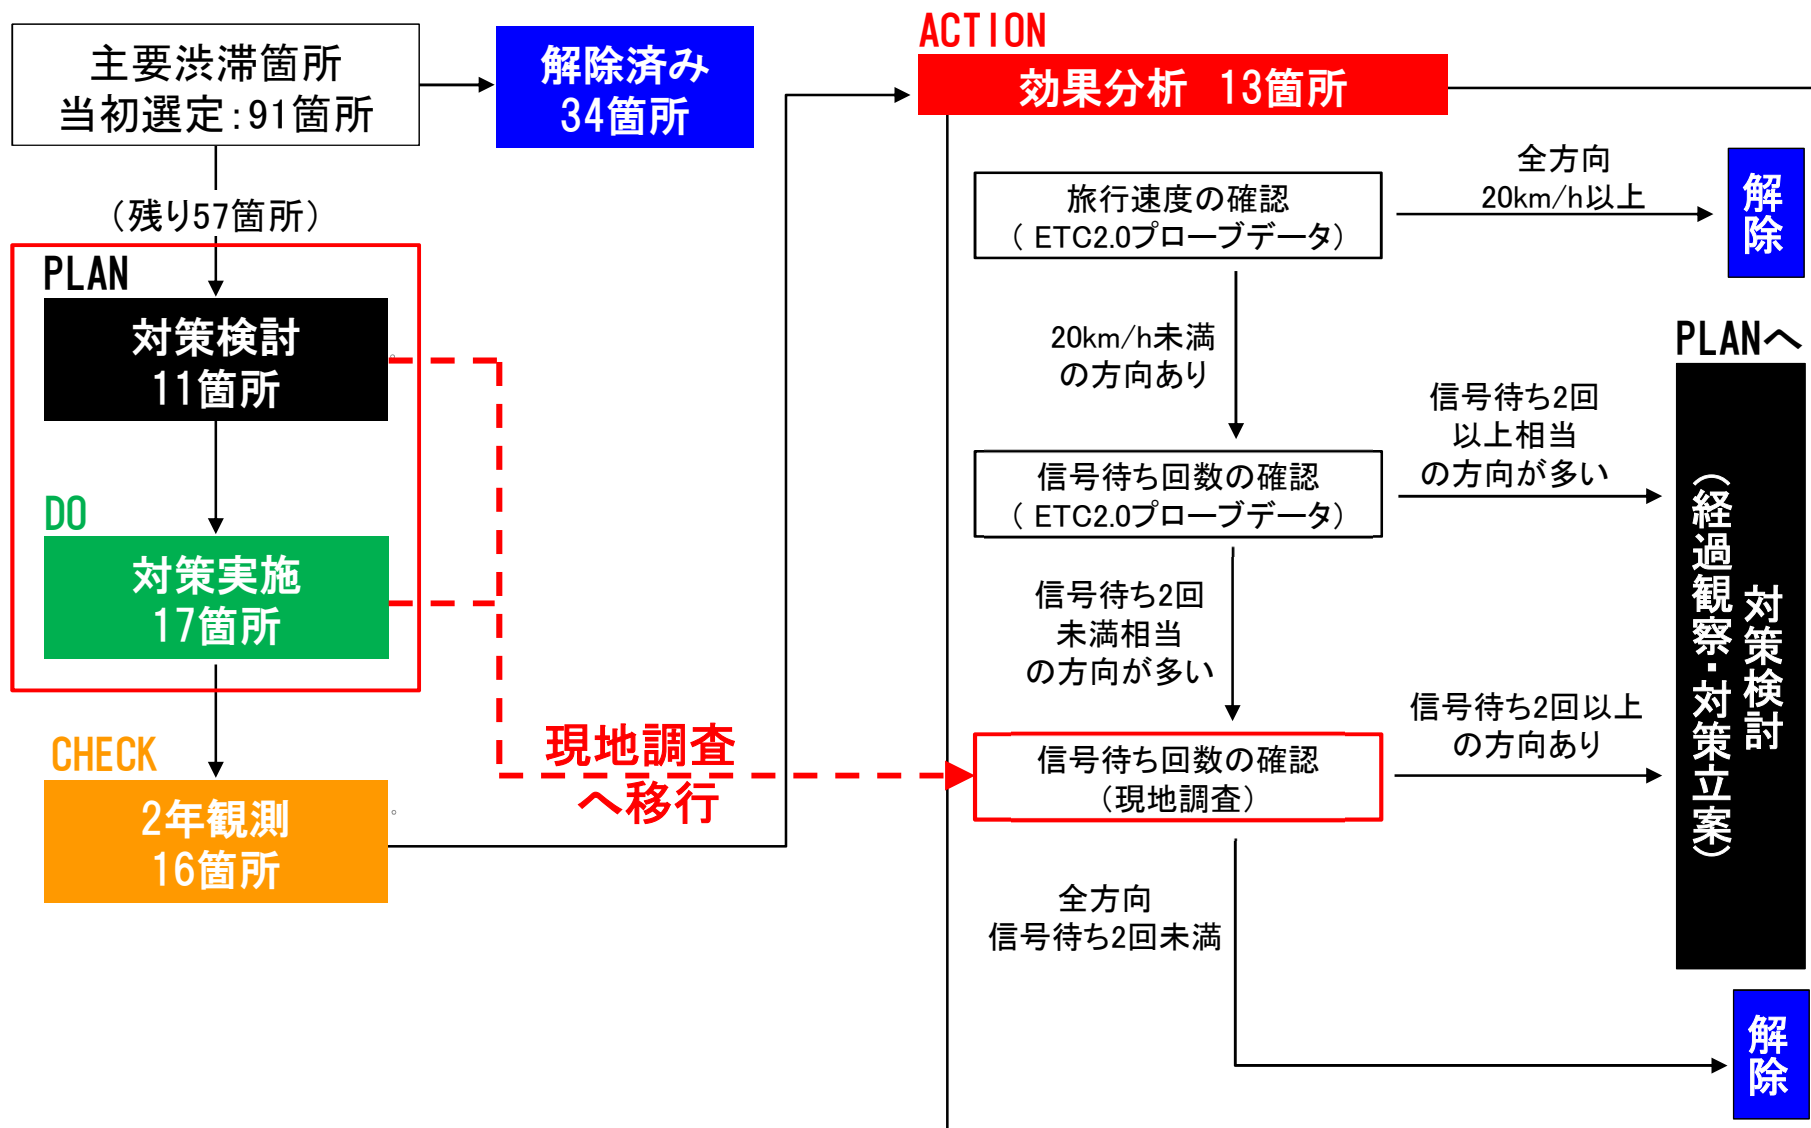 主要渋滞箇所
当初選定：91箇所
解除済み
34箇所
（残り57箇所）
PLAN
対策検討
11箇所
DO
対策実施
17箇所
CHECK
2年観測
16箇所
現地調査
へ移行
ACTION
効果分析　13箇所
旅行速度の確認
（ ETC2.0プローブデータ）
全方向
20km/h以上
解除
20km/h未満
の方向あり
信号待ち回数の確認
（ ETC2.0プローブデータ）
信号待ち2回
以上相当
の方向が多い
PLANへ
対策検討
（経過観察・対策立案）
信号待ち2回
未満相当
の方向が多い
信号待ち回数の確認
（現地調査）
信号待ち2回以上
の方向あり
全方向
信号待ち2回未満
解除